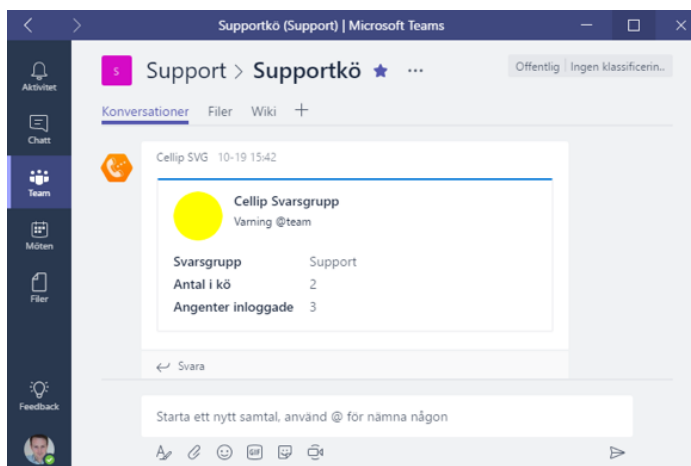 Supportkö (Support) | Microsoft Teams
Aktivitet
Chatt
Team
Möten
Filer
Feedback
S
Support > Supportkö ★ ...
Offentlig | Ingen klassificerin..
Konversationer Filer Wiki +
Cellip SVG 10-19 15:42
Cellip Svarsgrupp
Varning @team
Svarsgrupp Support
Antal i kö 2
Angenter inloggade 3
Svara
Starta ett nytt samtal, använd @ för nämna någon
GIF